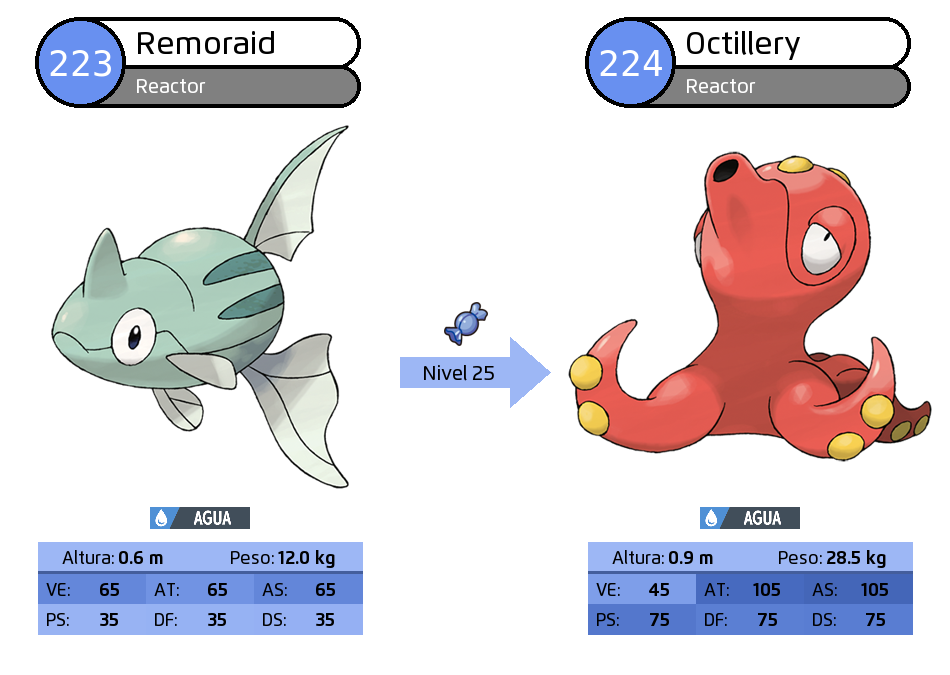 223
Remoraid
Reactor
224
Octillery
Reactor
Nivel 25
AGUA
Altura: 0.6 m Peso: 12.0 kg
VE: 65 AT: 65 AS: 65
PS: 35 DF: 35 DS: 35
AGUA
Altura: 0.9 m Peso: 28.5 kg
VE: 45 AT: 105 AS: 105
PS: 75 DF: 75 DS: 75